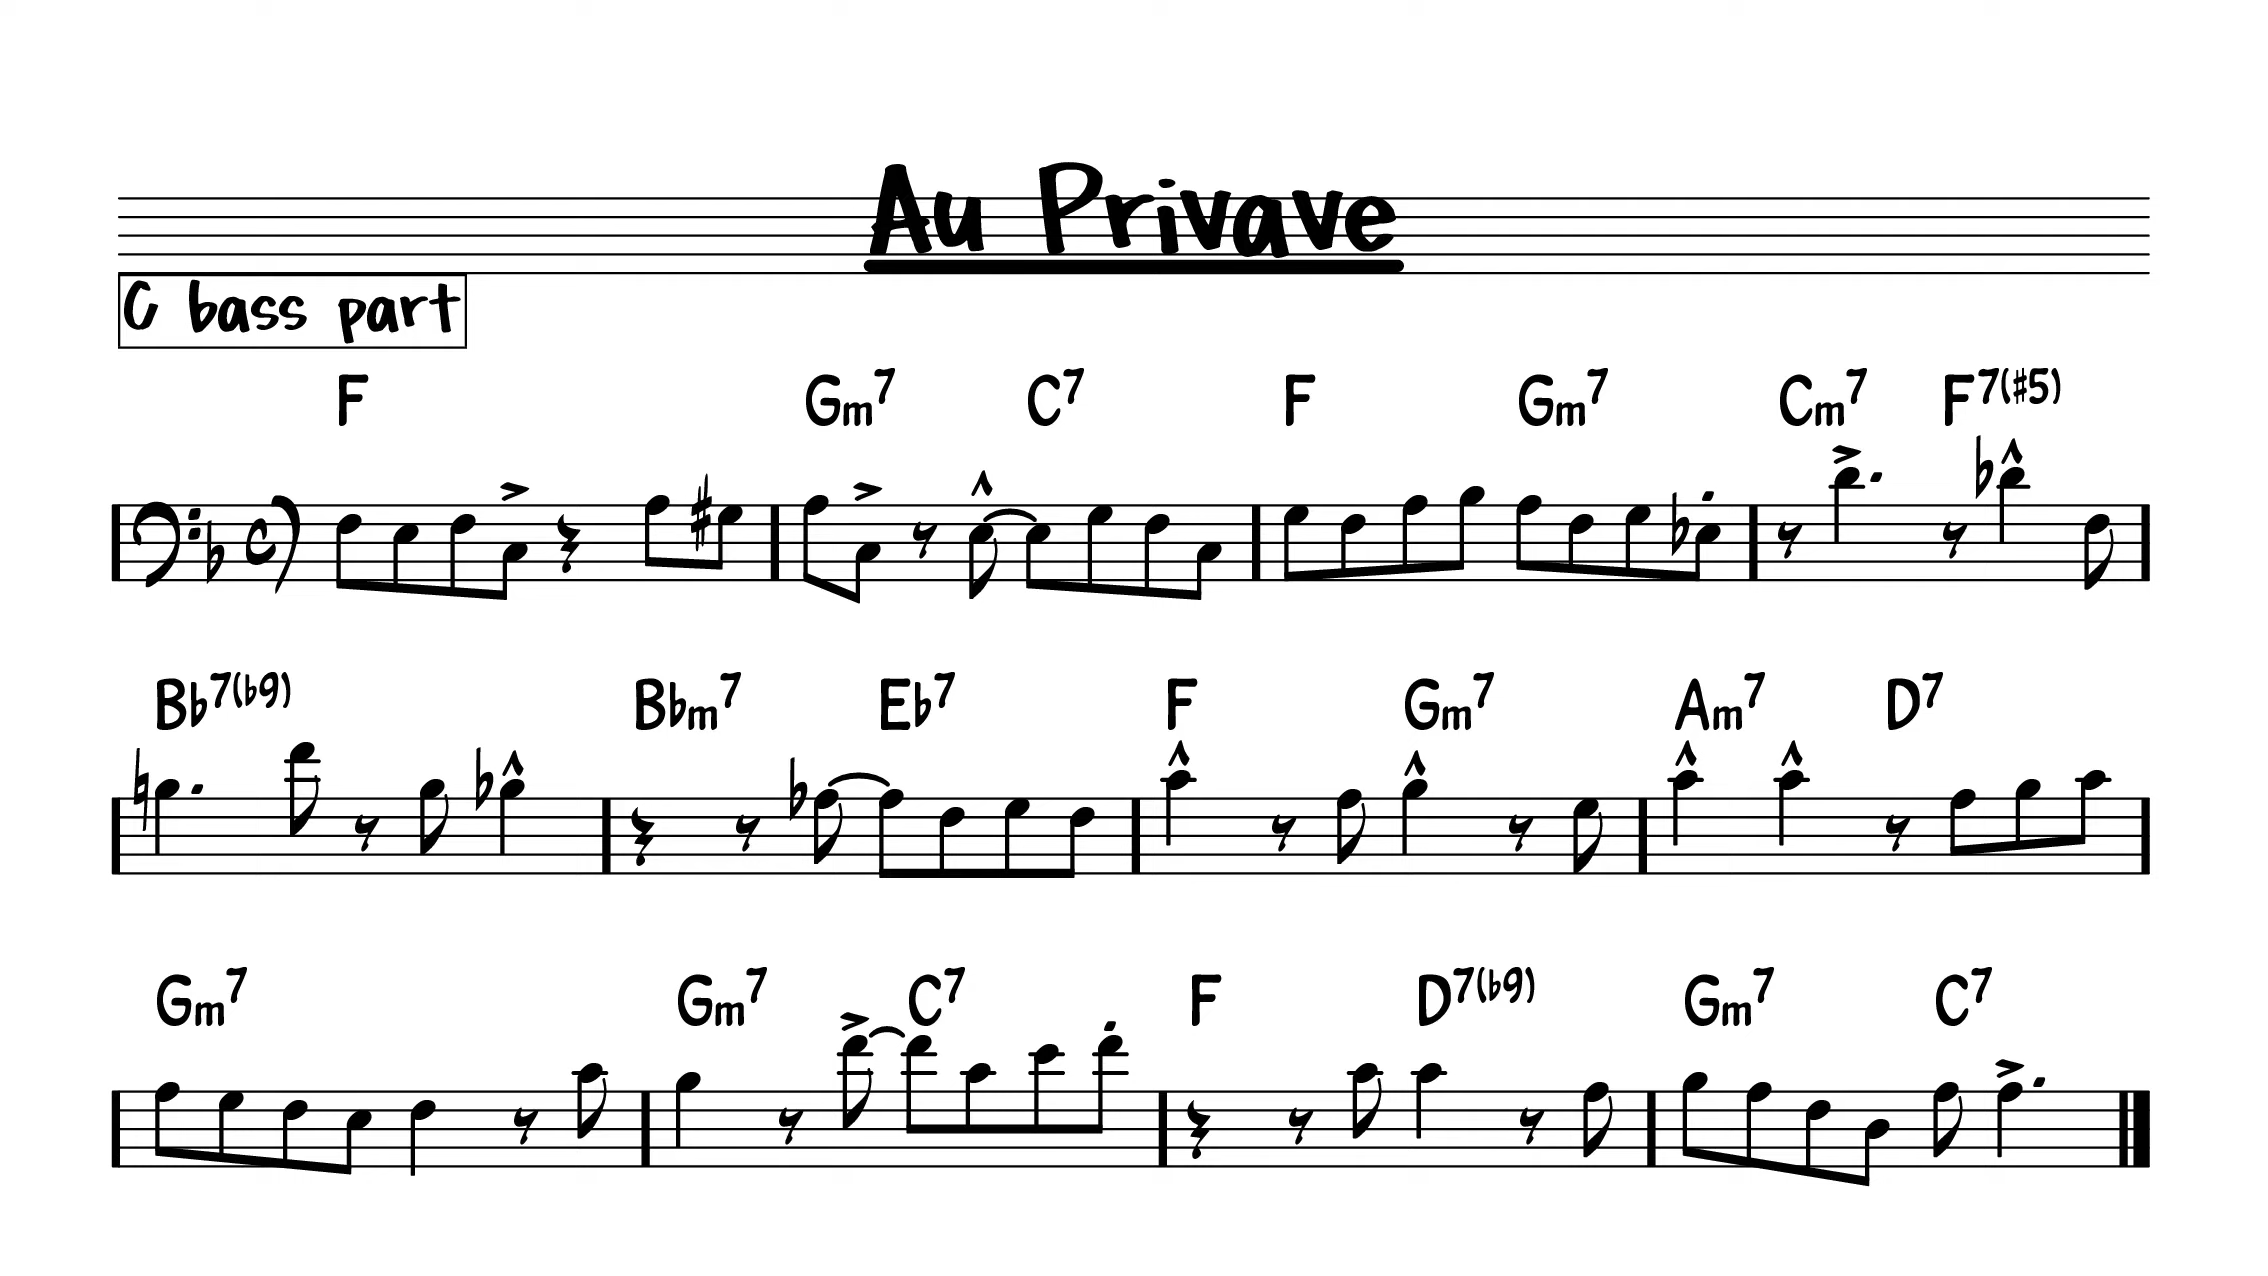 Au Privave
C bass part
F Gm7 C7 F Gm7 Cm7 F7(#5)
Bb7(b9) Bbm7 Eb7 F Gm7 Am7 D7
Gm7 Gm7 C7 F D7(b9) Gm7 C7